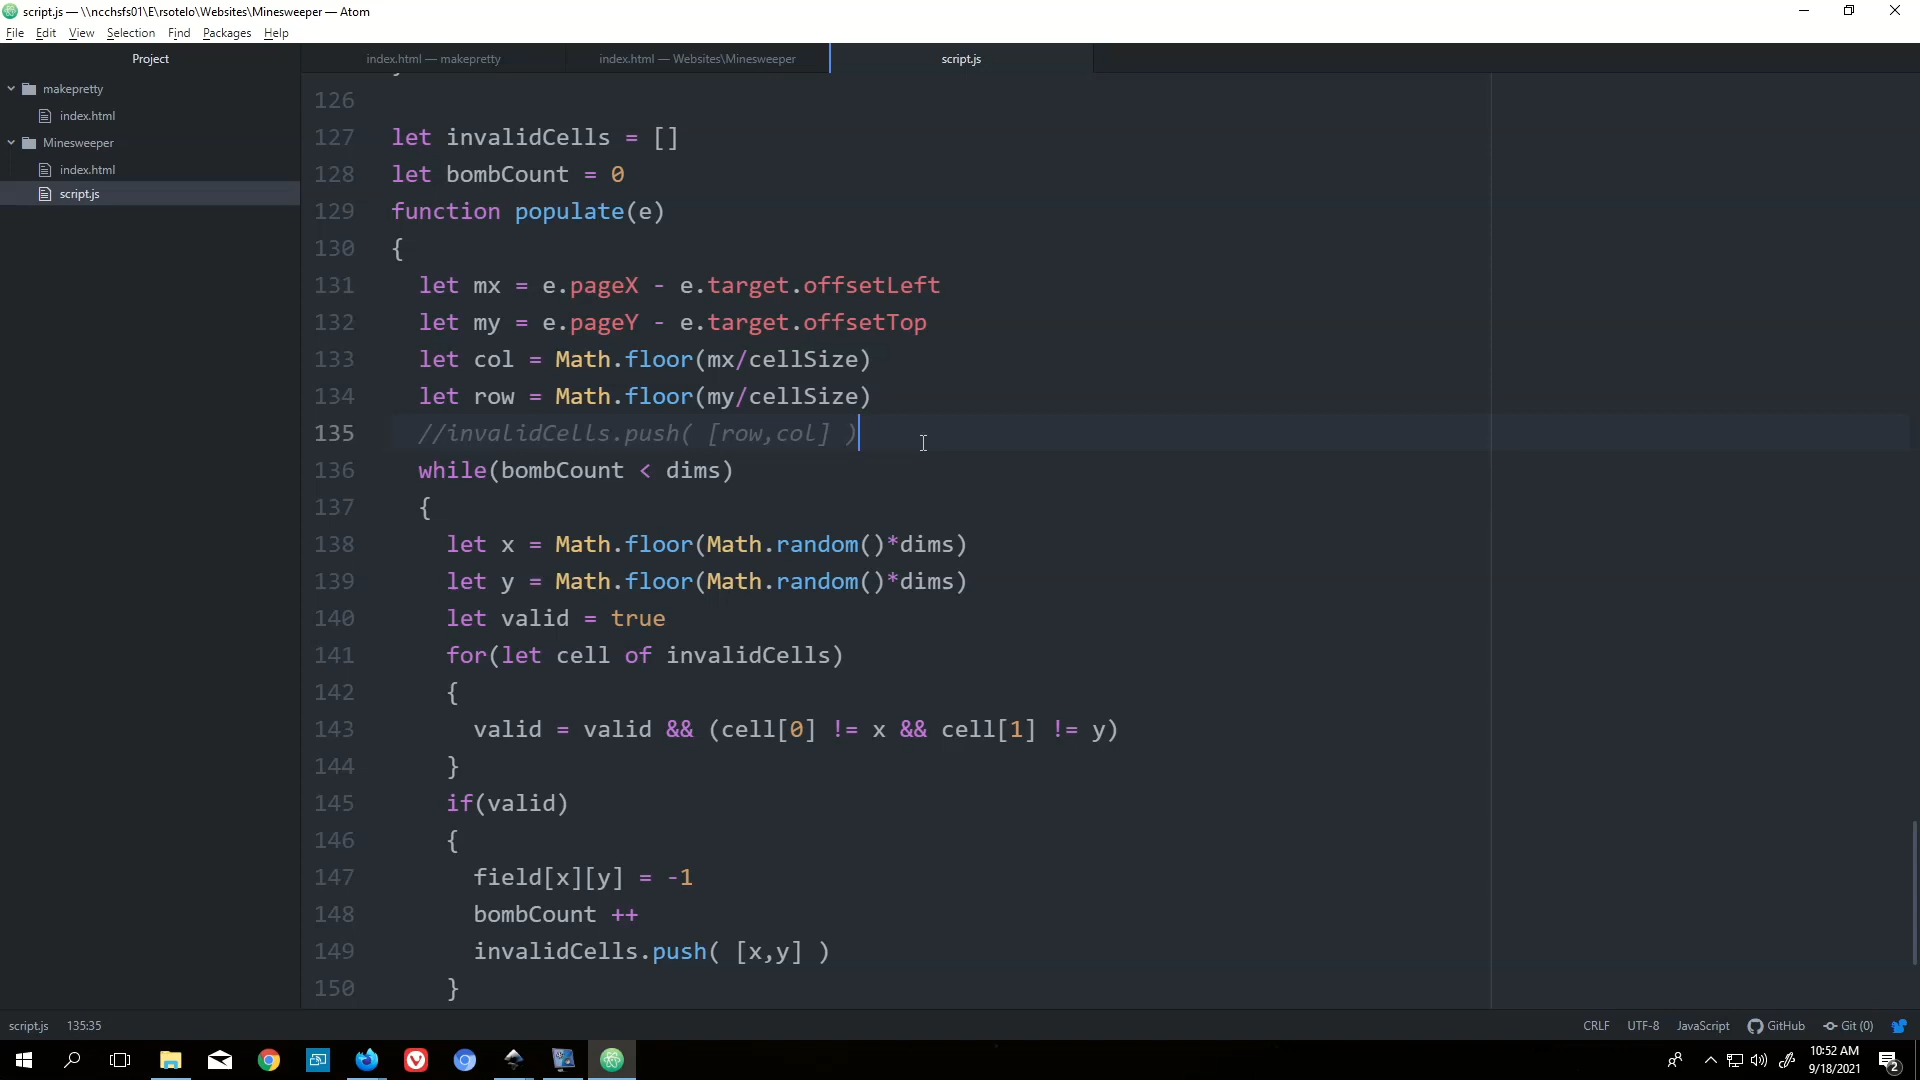 script.js — \\ncchsfs01\E\rsotelo\Websites\Minesweeper — Atom
File Edit View Selection Find Packages Help
Project
index.html — makepretty
index.html — Websites\Minesweeper
script.js
makepretty
index.html
Minesweeper
index.html
script.js
126
127 let invalidCells = []
128 let bombCount = 0
129 function populate(e)
130 {
131 let mx = e.pageX - e.target.offsetLeft
132 let my = e.pageY - e.target.offsetTop
133 let col = Math.floor(mx/cellSize)
134 let row = Math.floor(my/cellSize)
135 //invalidCells.push( [row,col] )
136 while(bombCount < dims)
137 {
138 let x = Math.floor(Math.random()*dims)
139 let y = Math.floor(Math.random()*dims)
140 let valid = true
141 for(let cell of invalidCells)
142 {
143 valid = valid && (cell[0] != x && cell[1] != y)
144 }
145 if(valid)
146 {
147 field[x][y] = -1
148 bombCount ++
149 invalidCells.push( [x,y] )
150 }
script.js 135:35
CRLF UTF-8 JavaScript GitHub Git (0)
10:52 AM
9/18/2021
2